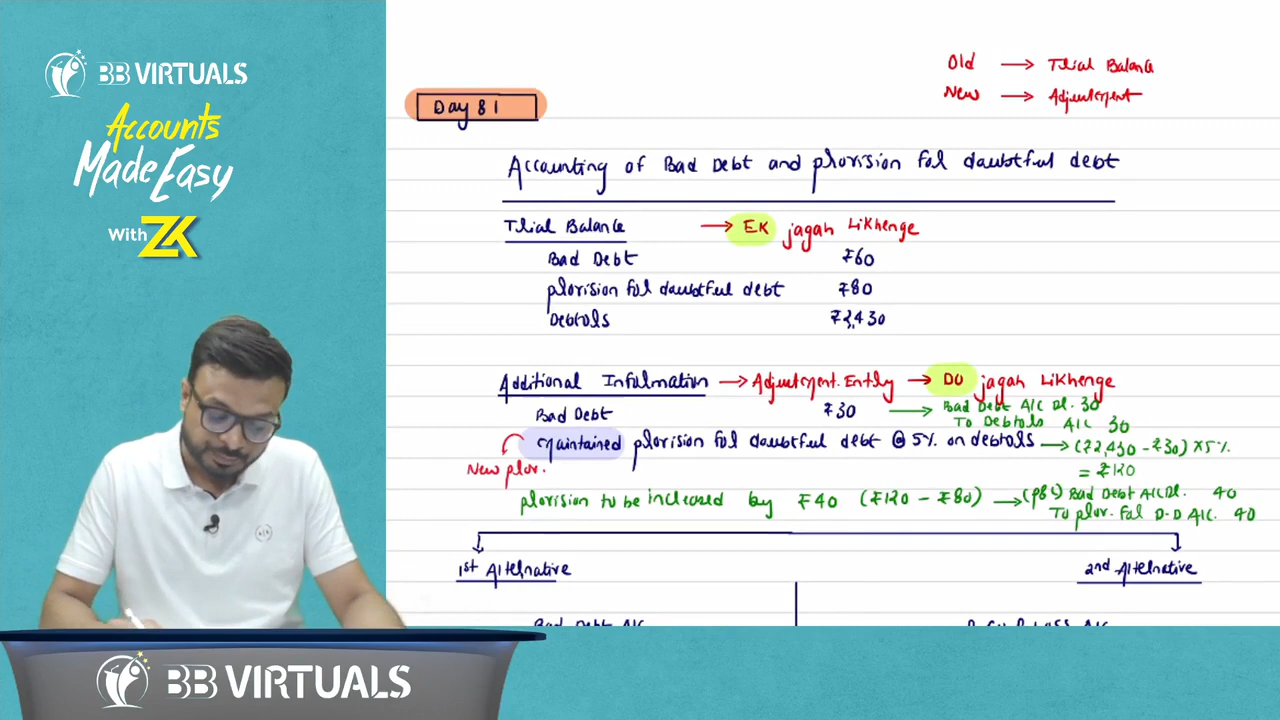 BB VIRTUALS
Accounts
Made Easy
With ZK
Old → Trial Balance
New → Adjustment
Day 81
Accounting of Bad Debt and provision for doubtful debt
Trial Balance → EK jagah Likhenge
Bad Debt ₹60
provision for doubtful debt ₹80
Debtors ₹2,430
Additional Information → Adjustment Entry → DO jagah Likhenge
Bad Debt ₹30 → Bad Debt A/C Dr. 30
To Debtors A/C 30
Maintained provision for doubtful debt @ 5% on debtors → (₹2,430 - ₹30) x 5%
New prov. = ₹120
provision to be increased by ₹40 (₹120 - ₹80) → (P&L) Bad Debt A/C Dr. 40
To prov. For D.D A/C. 40
1st Alternative 2nd Alternative
Bad Debt A/C
BB VIRTUALS